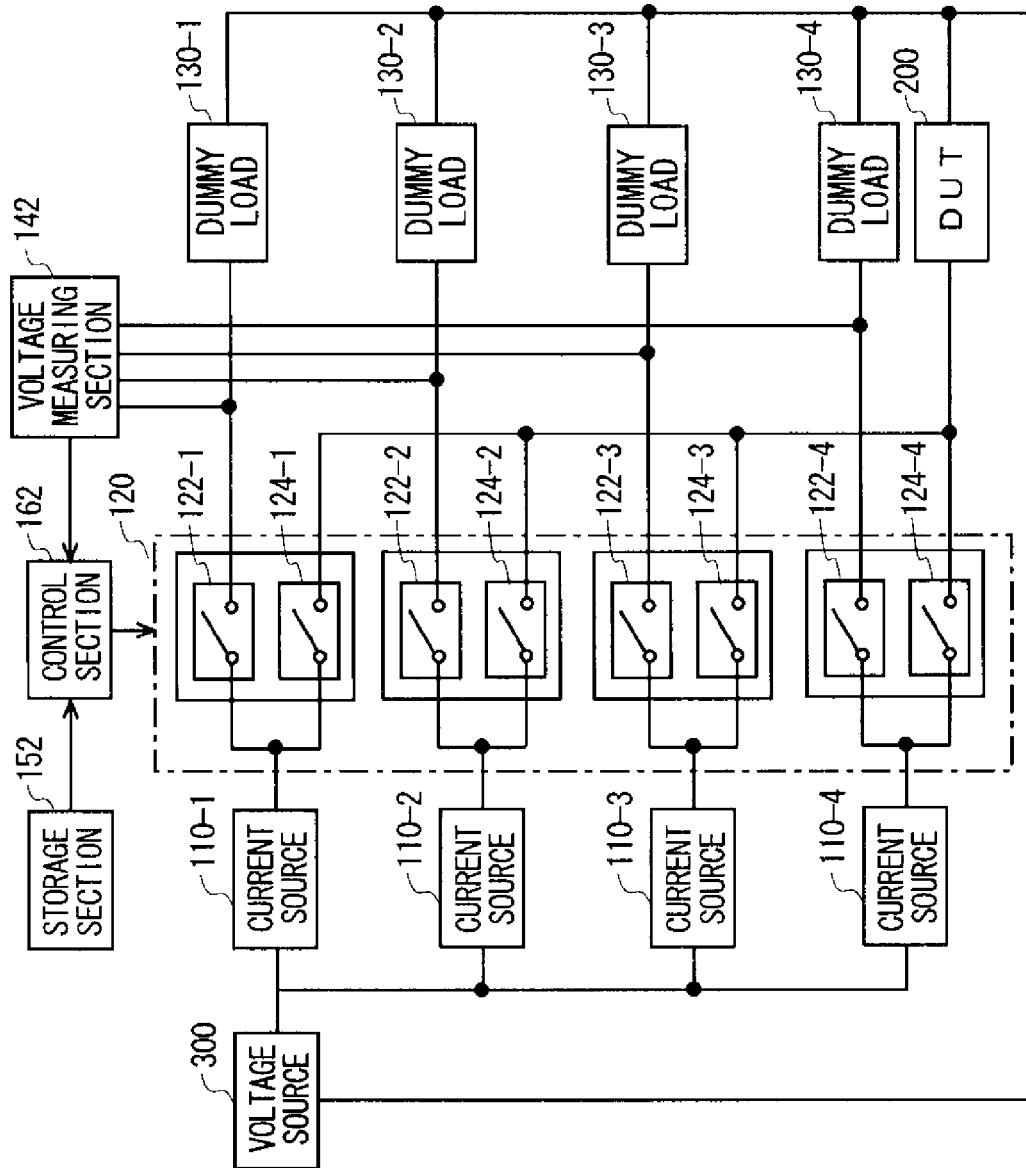 STORAGE
SECTION
152
CONTROL
SECTION
162
VOLTAGE
MEASURING
SECTION
142
120
VOLTAGE
SOURCE
300
CURRENT
SOURCE
110-1
122-1
124-1
DUMMY
LOAD
130-1
CURRENT
SOURCE
110-2
122-2
124-2
DUMMY
LOAD
130-2
CURRENT
SOURCE
110-3
122-3
124-3
DUMMY
LOAD
130-3
CURRENT
SOURCE
110-4
122-4
124-4
DUMMY
LOAD
130-4
DUT
200